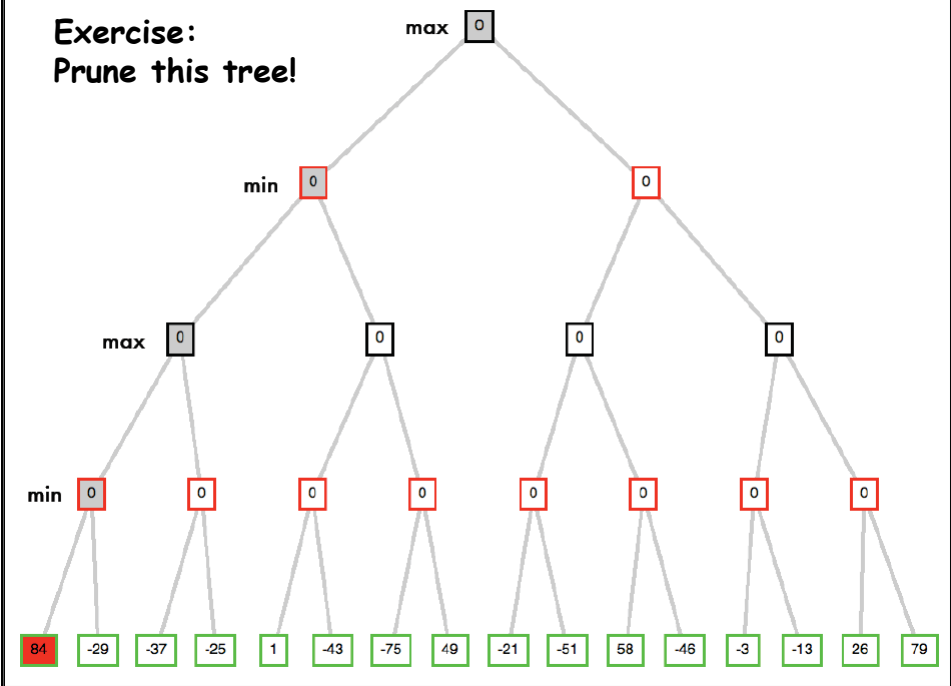 Exercise:
Prune this tree!
max 0
min 0 0
max 0 0 0 0
min 0 0 0 0 0 0 0 0
84 -29 -37 -25 1 -43 -75 49 -21 -51 58 -46 -3 -13 26 79